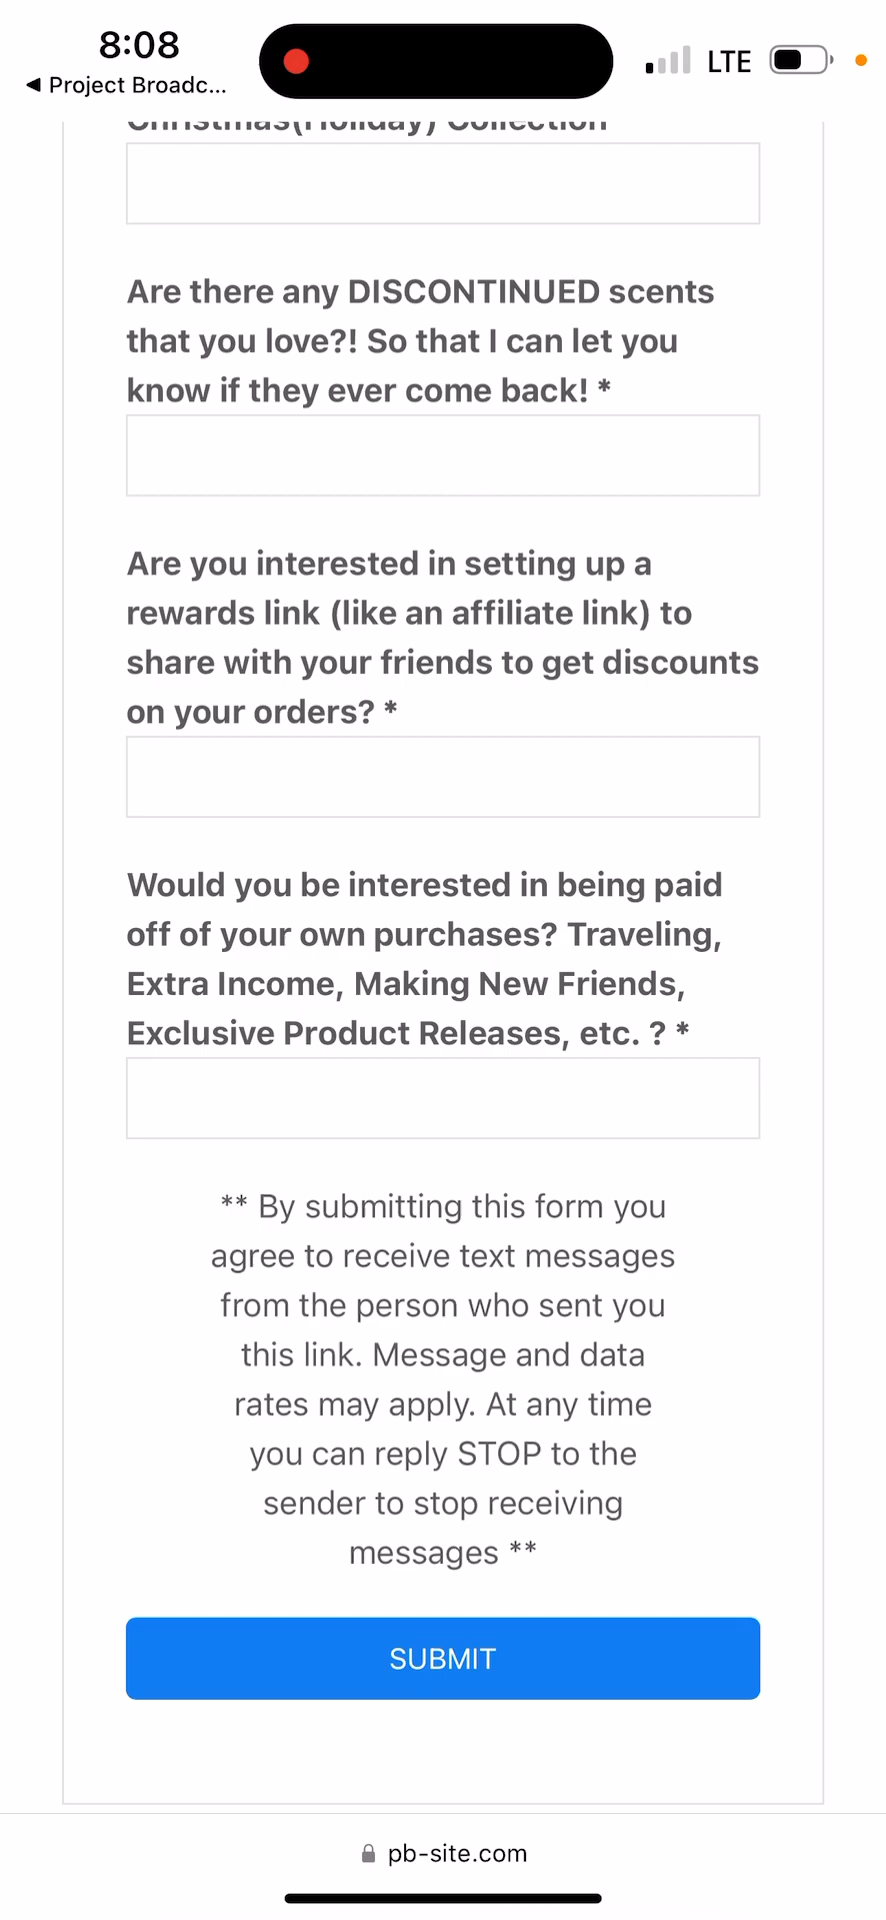 8:08
LTE
◀ Project Broadc...
Christmas(Holiday) Collection
Are there any DISCONTINUED scents
that you love?! So that I can let you
know if they ever come back! *
Are you interested in setting up a
rewards link (like an affiliate link) to
share with your friends to get discounts
on your orders? *
Would you be interested in being paid
off of your own purchases? Traveling,
Extra Income, Making New Friends,
Exclusive Product Releases, etc. ? *
** By submitting this form you
agree to receive text messages
from the person who sent you
this link. Message and data
rates may apply. At any time
you can reply STOP to the
sender to stop receiving
messages **
SUBMIT
pb-site.com